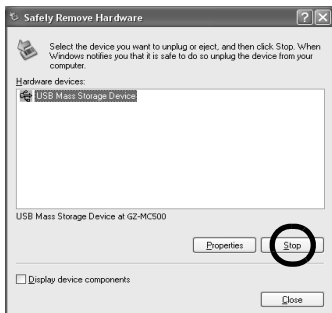 Safely Remove Hardware
Select the device you want to unplug or eject, and then click Stop. When
Windows notifies you that it is safe to do so unplug the device from your
computer.
Hardware devices:
USB Mass Storage Device
USB Mass Storage Device at GZ-MC500
Properties
Stop
Display device components
Close